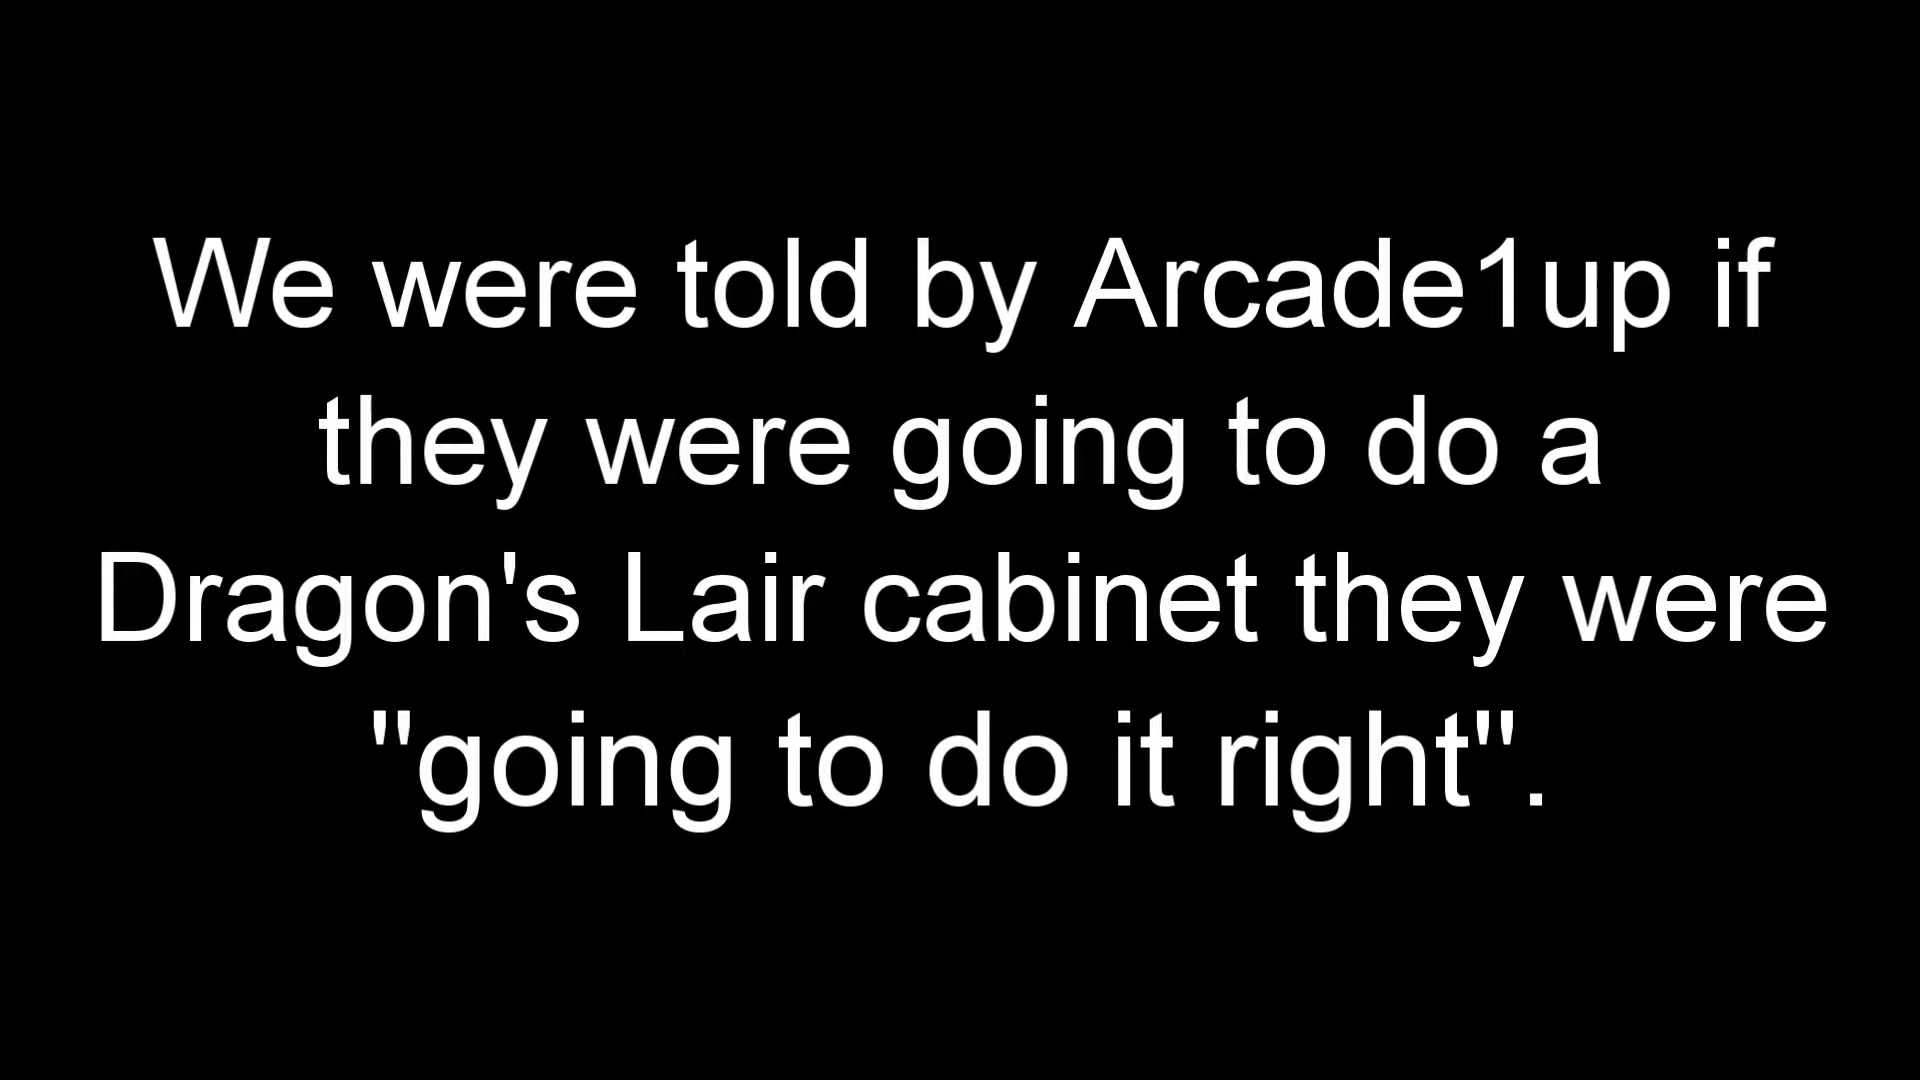 We were told by Arcade1up if
they were going to do a
Dragon's Lair cabinet they were
"going to do it right".